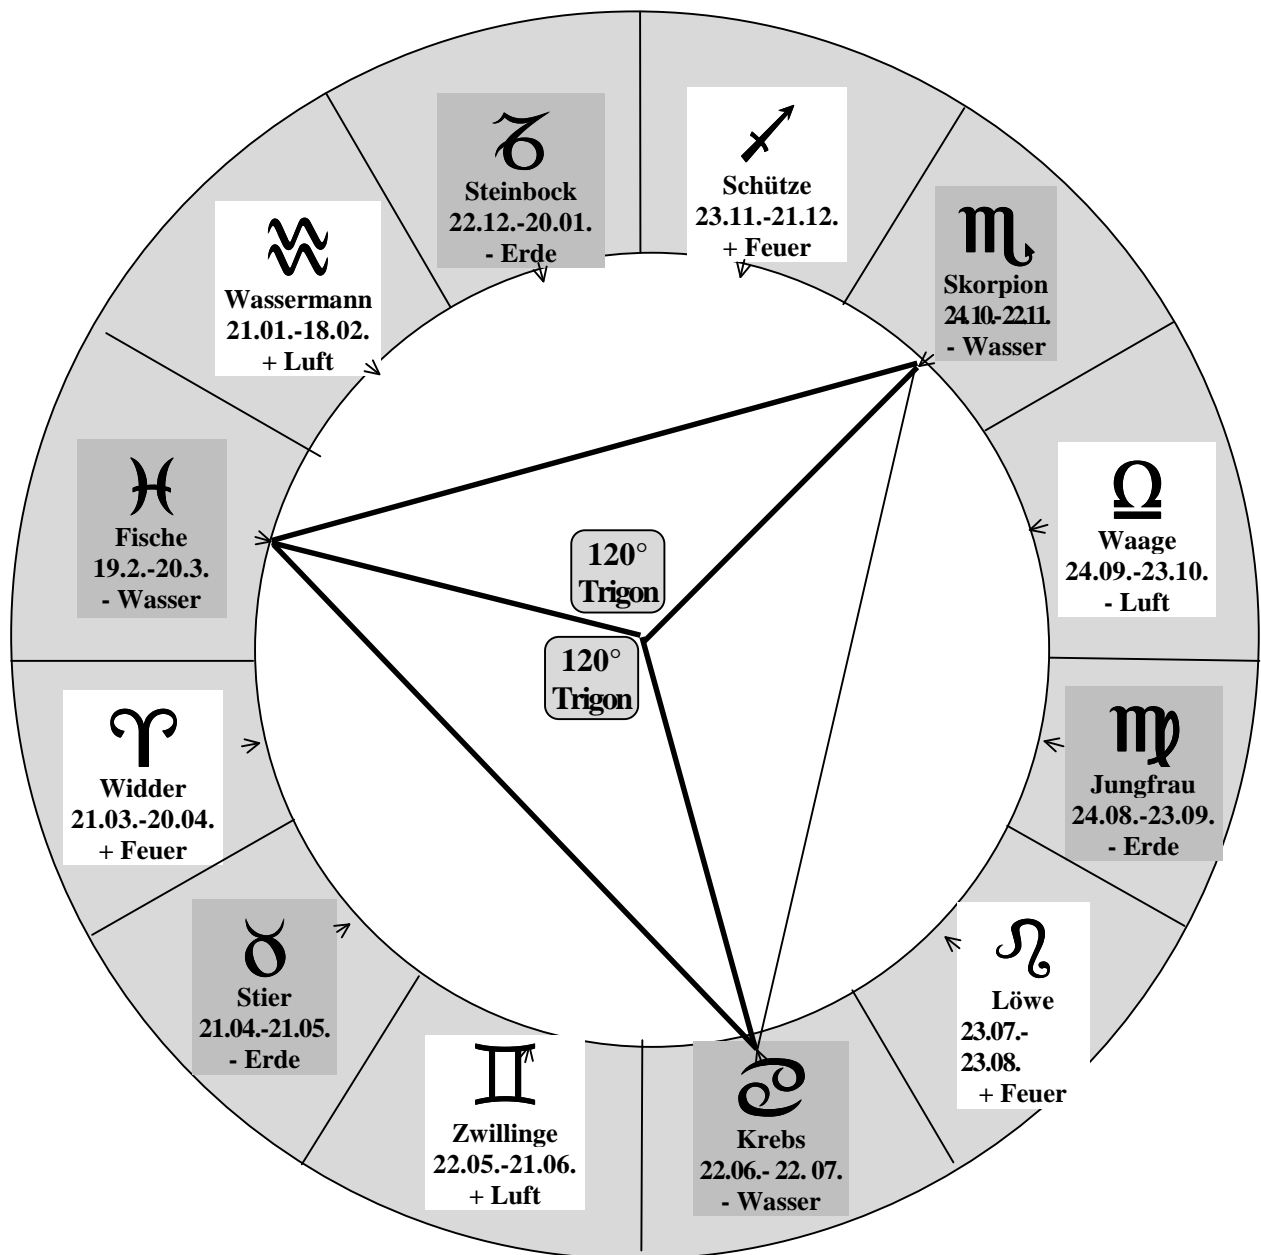 Steinbock
22.12.-20.01.
- Erde
Schütze
23.11.-21.12.
+ Feuer
Skorpion
24.10.-22.11.
- Wasser
Wassermann
21.01.-18.02.
+ Luft
Fische
19.2.-20.3.
- Wasser
120°
Trigon
120°
Trigon
Waage
24.09.-23.10.
- Luft
Widder
21.03.-20.04.
+ Feuer
Jungfrau
24.08.-23.09.
- Erde
Stier
21.04.-21.05.
- Erde
Löwe
23.07.-
23.08.
+ Feuer
Zwillinge
22.05.-21.06.
+ Luft
Krebs
22.06.- 22. 07.
- Wasser